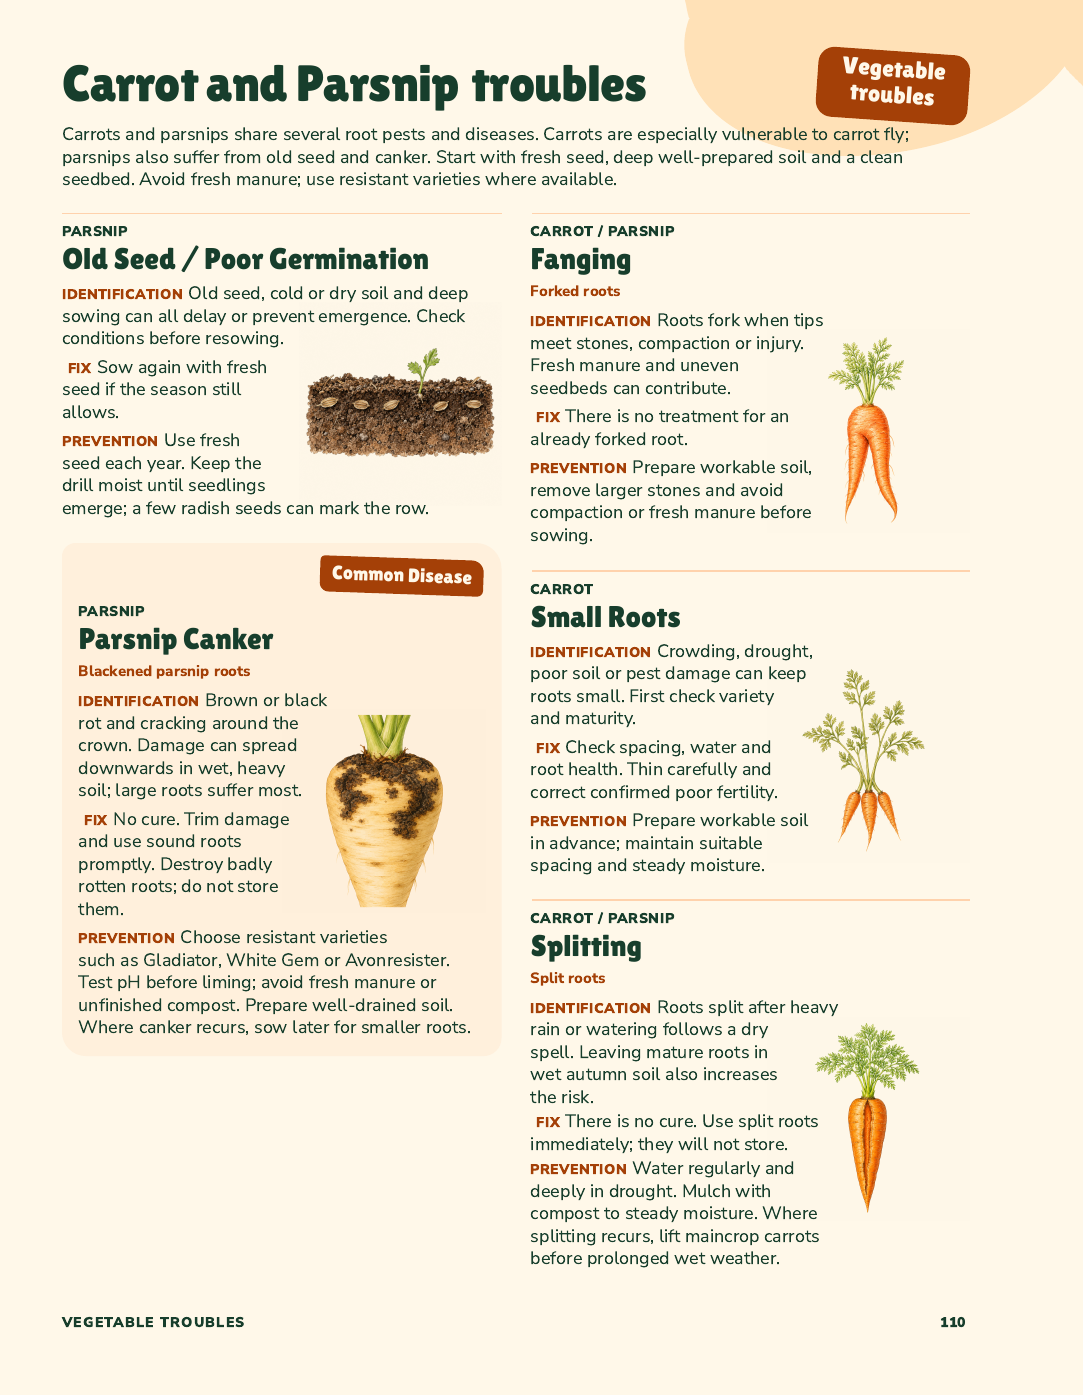 Carrot and Parsnip troubles
Vegetable
troubles
Carrots and parsnips share several root pests and diseases. Carrots are especially vulnerable to carrot fly;
parsnips also suffer from old seed and canker. Start with fresh seed, deep well-prepared soil and a clean
seedbed. Avoid fresh manure; use resistant varieties where available.
PARSNIP
Old Seed / Poor Germination
IDENTIFICATION Old seed, cold or dry soil and deep
sowing can all delay or prevent emergence. Check
conditions before resowing.
FIX Sow again with fresh
seed if the season still
allows.
PREVENTION Use fresh
seed each year. Keep the
drill moist until seedlings
emerge; a few radish seeds can mark the row.
Common Disease
PARSNIP
Parsnip Canker
Blackened parsnip roots
IDENTIFICATION Brown or black
rot and cracking around the
crown. Damage can spread
downwards in wet, heavy
soil; large roots suffer most.
FIX No cure. Trim damage
and use sound roots
promptly. Destroy badly
rotten roots; do not store
them.
PREVENTION Choose resistant varieties
such as Gladiator, White Gem or Avonresister.
Test pH before liming; avoid fresh manure or
unfinished compost. Prepare well-drained soil.
Where canker recurs, sow later for smaller roots.
CARROT / PARSNIP
Fanging
Forked roots
IDENTIFICATION Roots fork when tips
meet stones, compaction or injury.
Fresh manure and uneven
seedbeds can contribute.
FIX There is no treatment for an
already forked root.
PREVENTION Prepare workable soil,
remove larger stones and avoid
compaction or fresh manure before
sowing.
CARROT
Small Roots
IDENTIFICATION Crowding, drought,
poor soil or pest damage can keep
roots small. First check variety
and maturity.
FIX Check spacing, water and
root health. Thin carefully and
correct confirmed poor fertility.
PREVENTION Prepare workable soil
in advance; maintain suitable
spacing and steady moisture.
CARROT / PARSNIP
Splitting
Split roots
IDENTIFICATION Roots split after heavy
rain or watering follows a dry
spell. Leaving mature roots in
wet autumn soil also increases
the risk.
FIX There is no cure. Use split roots
immediately; they will not store.
PREVENTION Water regularly and
deeply in drought. Mulch with
compost to steady moisture. Where
splitting recurs, lift maincrop carrots
before prolonged wet weather.
VEGETABLE TROUBLES
110